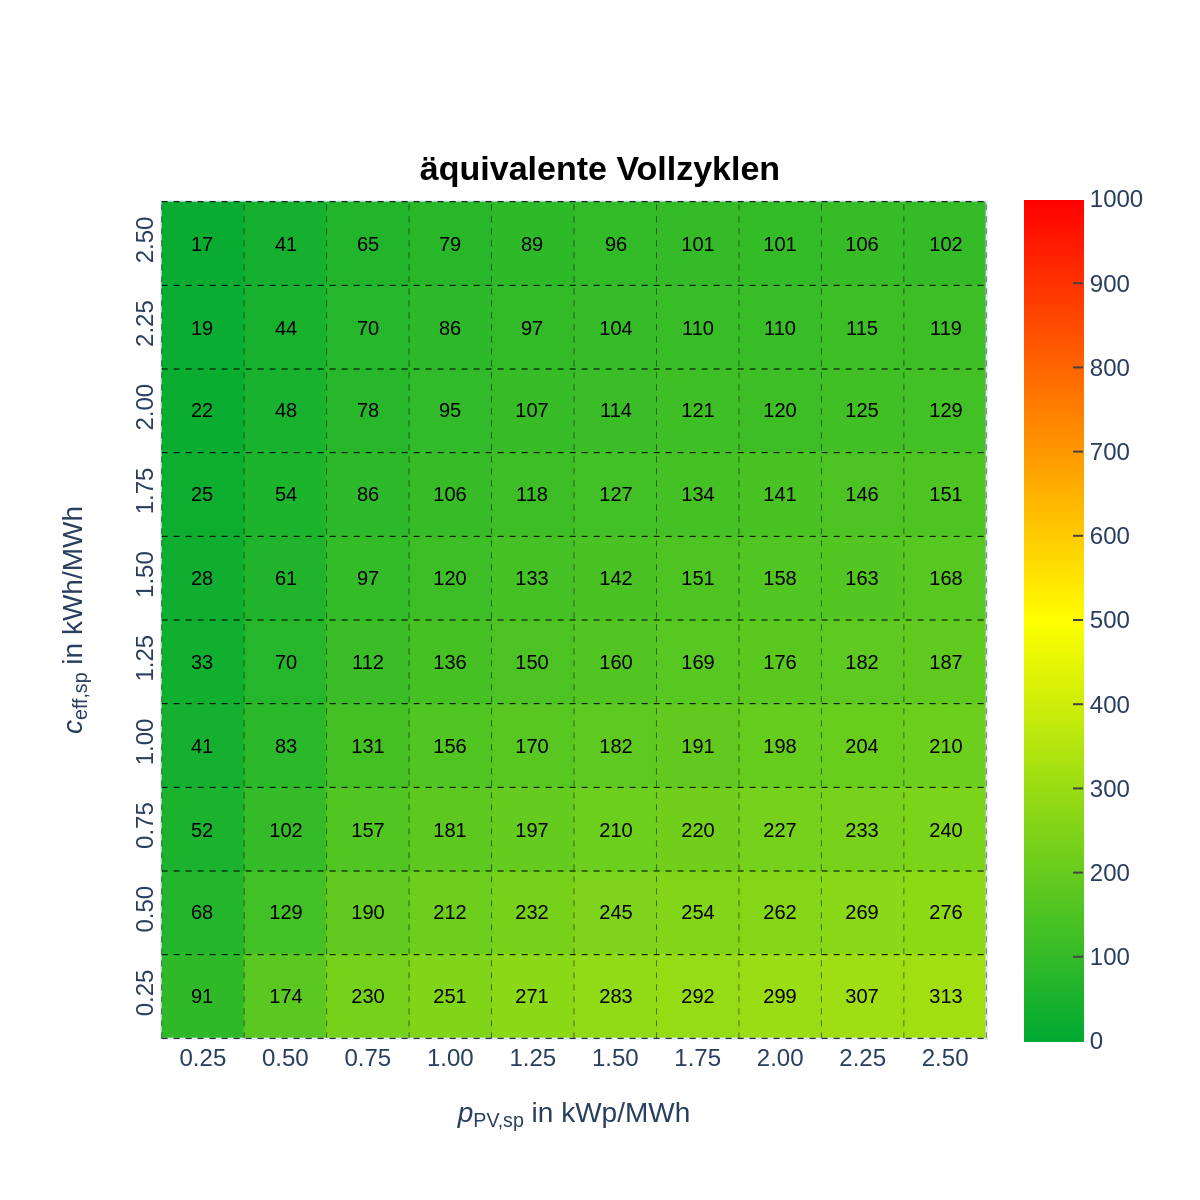 äquivalente Vollzyklen
2.50 17 41 65 79 89 96 101 101 106 102
2.25 19 44 70 86 97 104 110 110 115 119
2.00 22 48 78 95 107 114 121 120 125 129
1.75 25 54 86 106 118 127 134 141 146 151
1.50 28 61 97 120 133 142 151 158 163 168
1.25 33 70 112 136 150 160 169 176 182 187
1.00 41 83 131 156 170 182 191 198 204 210
0.75 52 102 157 181 197 210 220 227 233 240
0.50 68 129 190 212 232 245 254 262 269 276
0.25 91 174 230 251 271 283 292 299 307 313
0.25 0.50 0.75 1.00 1.25 1.50 1.75 2.00 2.25 2.50
p PV,sp in kWp/MWh
c eff,sp in kWh/MWh
1000
900
800
700
600
500
400
300
200
100
0